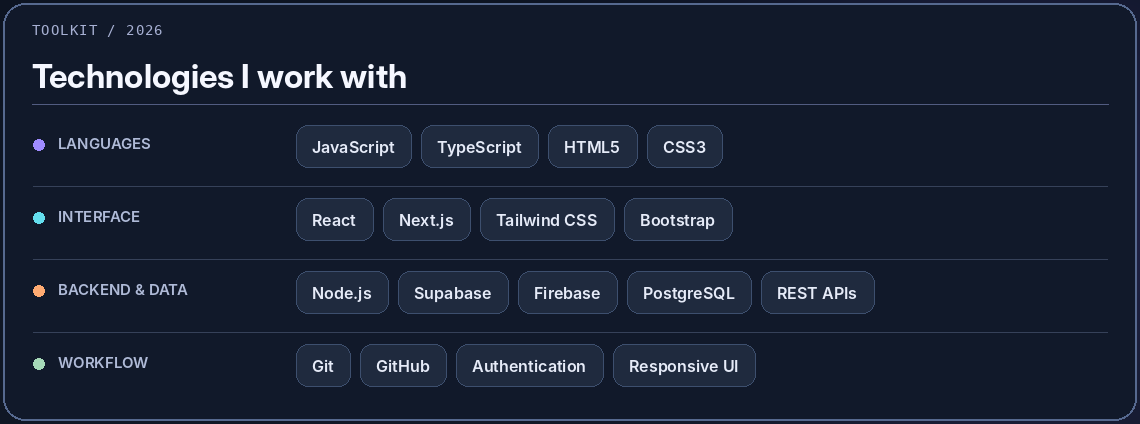 TOOLKIT / 2026
Technologies I work with
LANGUAGES JavaScript TypeScript HTML5 CSS3
INTERFACE React Next.js Tailwind CSS Bootstrap
BACKEND & DATA Node.js Supabase Firebase PostgreSQL REST APIs
WORKFLOW Git GitHub Authentication Responsive UI